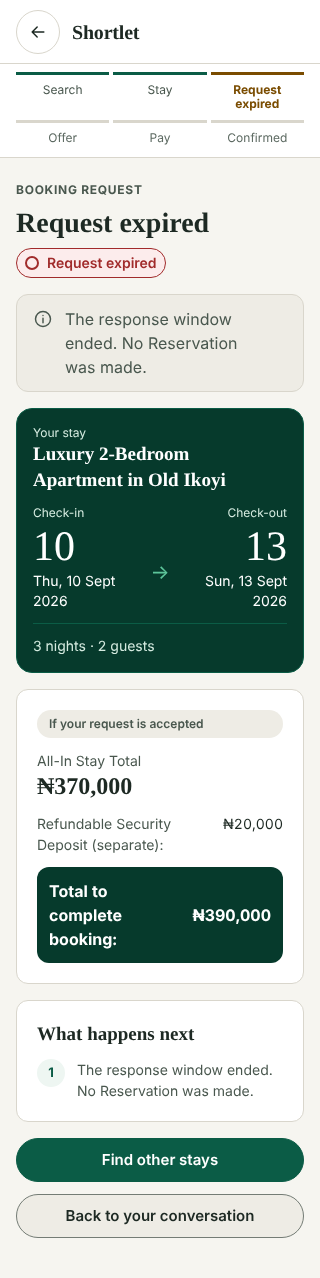 Shortlet
Search
Stay
Request
expired
Offer
Pay
Confirmed
BOOKING REQUEST
Request expired
Request expired
The response window
ended. No Reservation
was made.
Your stay
Luxury 2-Bedroom
Apartment in Old Ikoyi
Check-in
Check-out
10
13
Thu, 10 Sept
2026
Sun, 13 Sept
2026
3 nights · 2 guests
If your request is accepted
All-In Stay Total
₦370,000
Refundable Security
Deposit (separate):
₦20,000
Total to
complete
booking:
₦390,000
What happens next
1
The response window ended.
No Reservation was made.
Find other stays
Back to your conversation